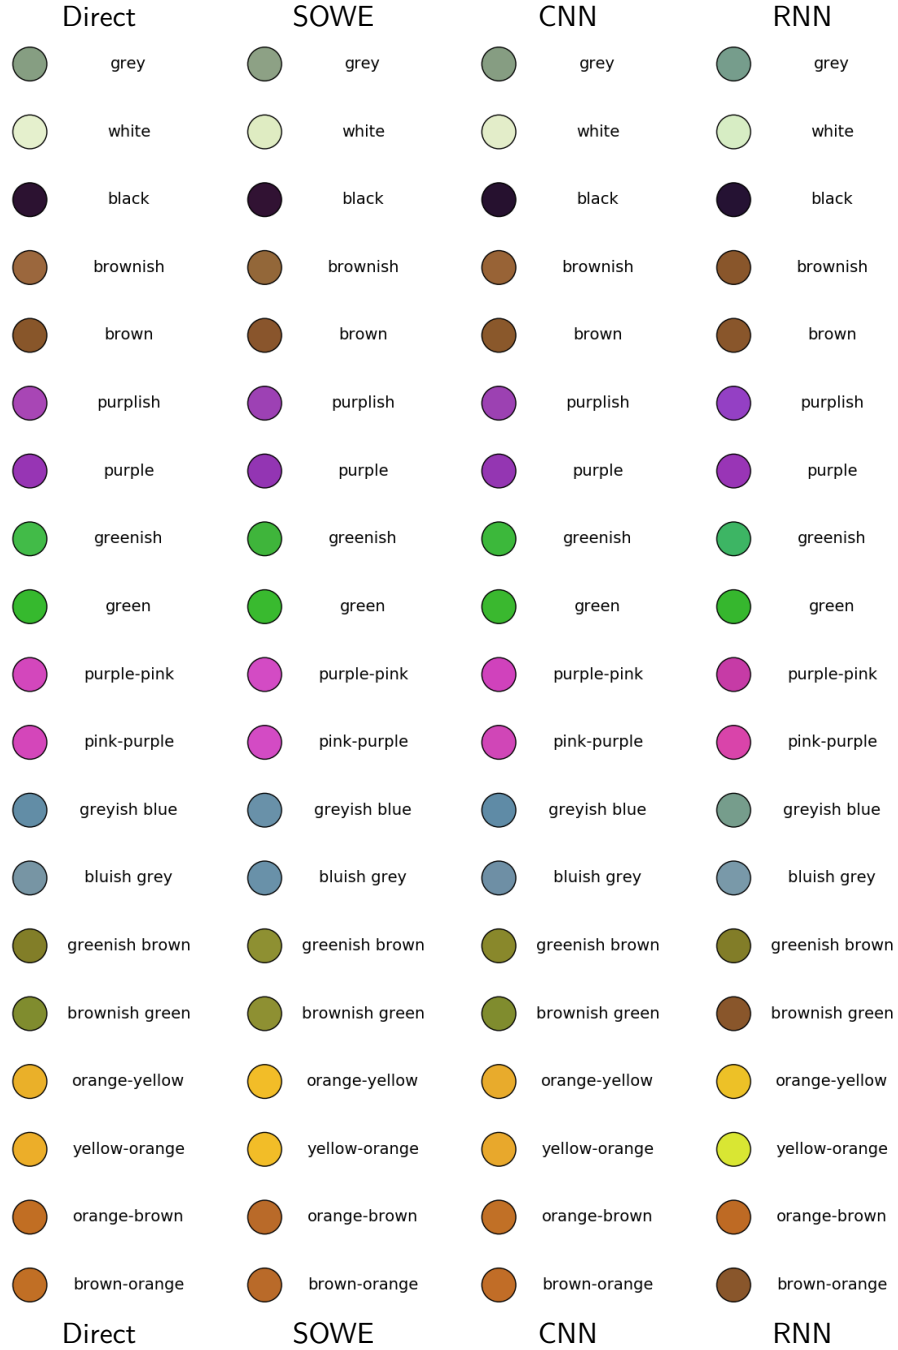 Direct SOWE CNN RNN
grey grey grey grey
white white white white
black black black black
brownish brownish brownish brownish
brown brown brown brown
purplish purplish purplish purplish
purple purple purple purple
greenish greenish greenish greenish
green green green green
purple-pink purple-pink purple-pink purple-pink
pink-purple pink-purple pink-purple pink-purple
greyish blue greyish blue greyish blue greyish blue
bluish grey bluish grey bluish grey bluish grey
greenish brown greenish brown greenish brown greenish brown
brownish green brownish green brownish green brownish green
orange-yellow orange-yellow orange-yellow orange-yellow
yellow-orange yellow-orange yellow-orange yellow-orange
orange-brown orange-brown orange-brown orange-brown
brown-orange brown-orange brown-orange brown-orange
Direct SOWE CNN RNN